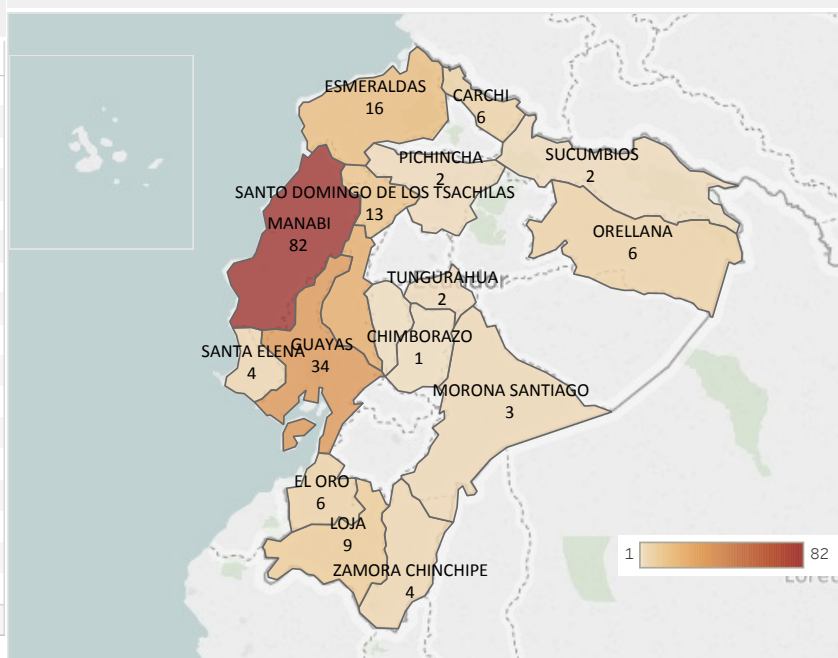 ESMERALDAS
16
CARCHI
6
PICHINCHA
2
SUCUMBIOS
2
SANTO DOMINGO DE LOS TSACHILAS
13
MANABI
82
ORELLANA
6
TUNGURAHUA
2
CHIMBORAZO
1
GUAYAS
34
SANTA ELENA
4
MORONA SANTIAGO
3
EL ORO
6
LOJA
9
ZAMORA CHINCHIPE
4
1
82